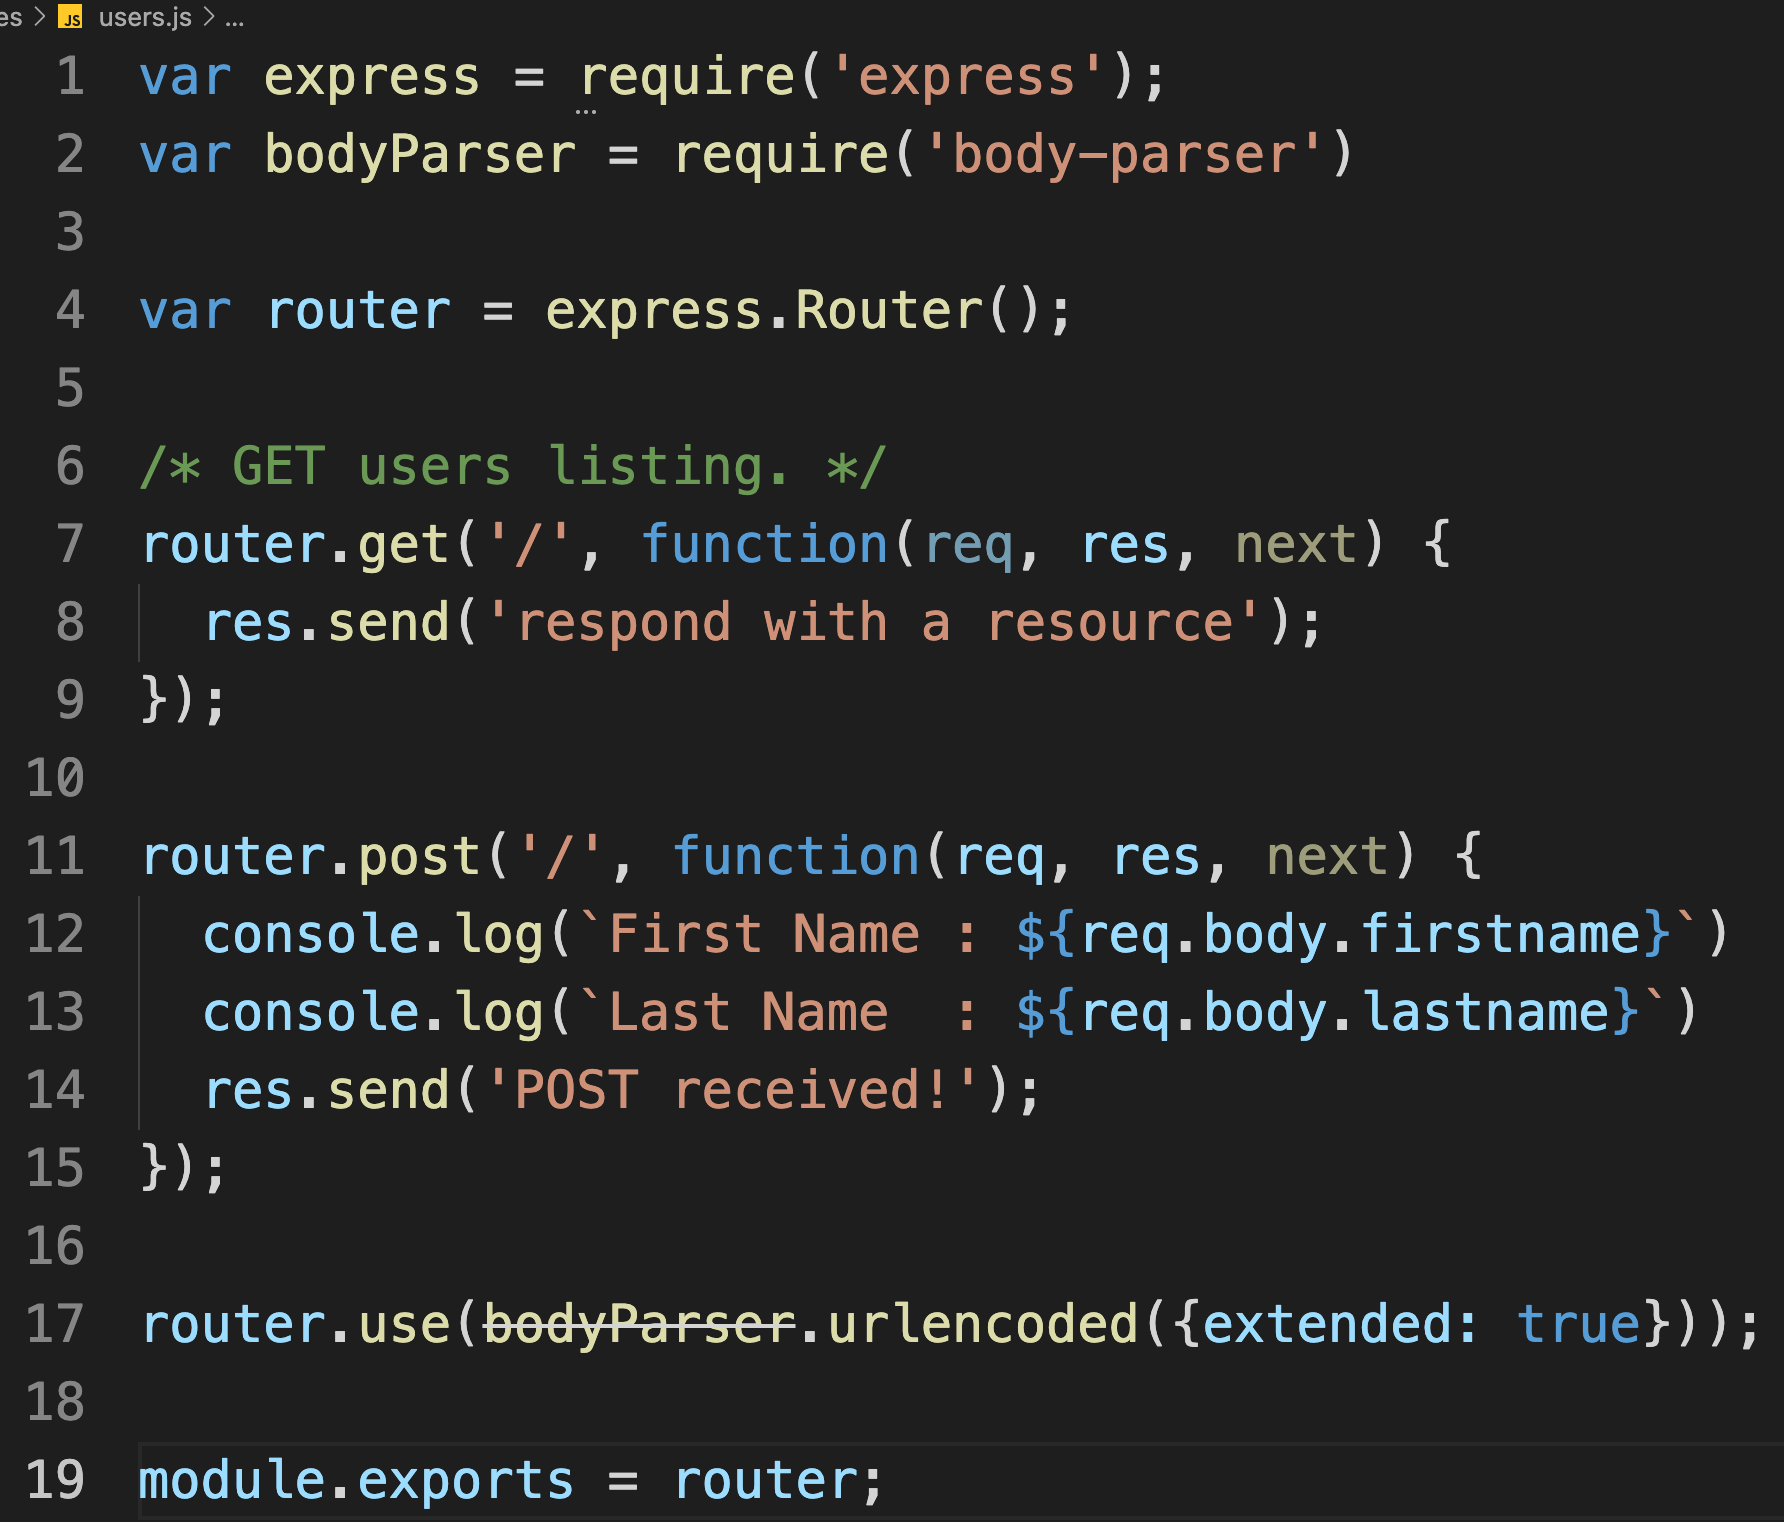 es > JS users.js > ...
1 var express = require('express');
2 var bodyParser = require('body-parser')
3
4 var router = express.Router();
5
6 /* GET users listing. */
7 router.get('/', function(req, res, next) {
8   res.send('respond with a resource');
9 });
10
11 router.post('/', function(req, res, next) {
12   console.log(`First Name : ${req.body.firstname}`)
13   console.log(`Last Name  : ${req.body.lastname}`)
14   res.send('POST received!');
15 });
16
17 router.use(bodyParser.urlencoded({extended: true}));
18
19 module.exports = router;